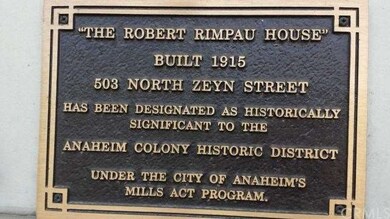 "THE ROBERT RIMPAU HOUSE"
BUILT 1915
503 NORTH ZEYN STREET
HAS BEEN DESIGNATED AS HISTORICALLY
SIGNIFICANT TO THE
ANAHEIM COLONY HISTORIC DISTRICT
UNDER THE CITY OF ANAHEIM'S
MILLS ACT PROGRAM.